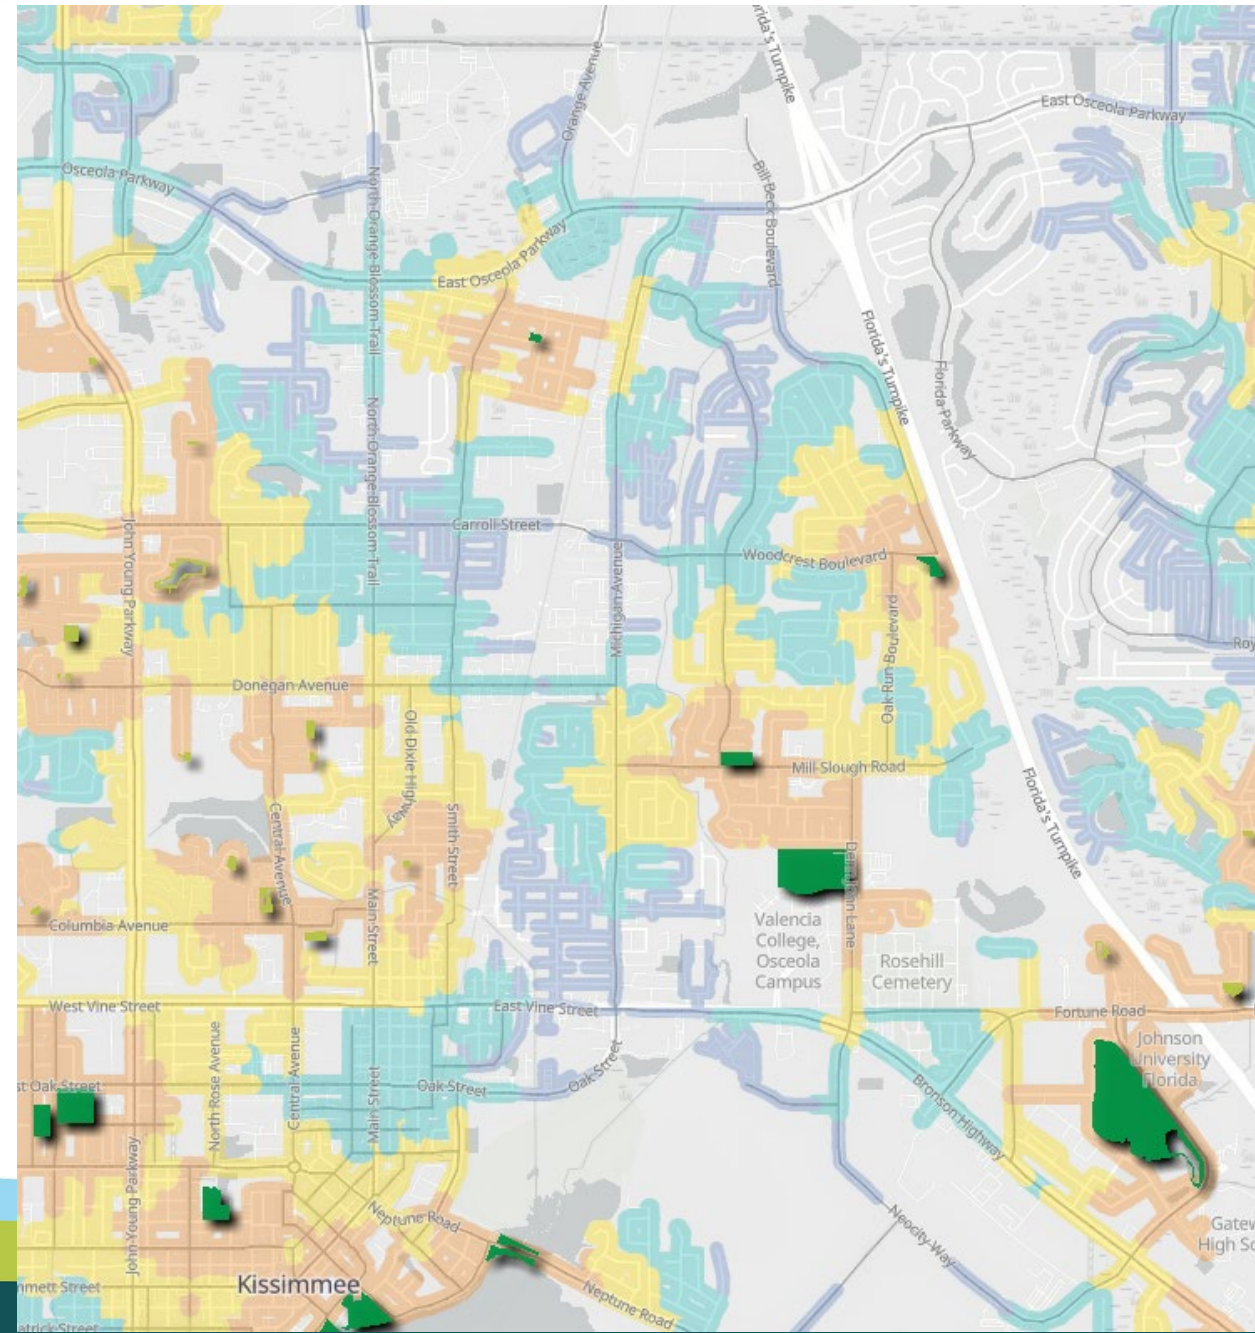 Florida's Turnpike
Orange Avenue
East Osceola Parkway
Osceola Parkway
North Orange Blossom Trail
Bill Beck Boulevard
East Osceola Parkway
Florida's Turnpike
Florida Parkway
North Orange Blossom Trail
Carroll Street
John Young Parkway
Michigan Avenue
Woodcrest Boulevard
Oak Run Boulevard
Donegan Avenue
Old Dixie Highway
Mill Slough Road
Florida's Turnpike
Central Avenue
Smith Street
Main Street
Columbia Avenue
Valencia
College,
Osceola
Campus
Rosehill
Cemetery
West Vine Street
East Vine Street
Fortune Road
Johnson
University
Florida
North Rose Avenue
Central Avenue
Main Street
Oak Street
Oak Street
Oak Street
Bronson Highway
John Young Parkway
Neptune Road
Neocity Way
High
Kissimmee
Neptune Road
Street